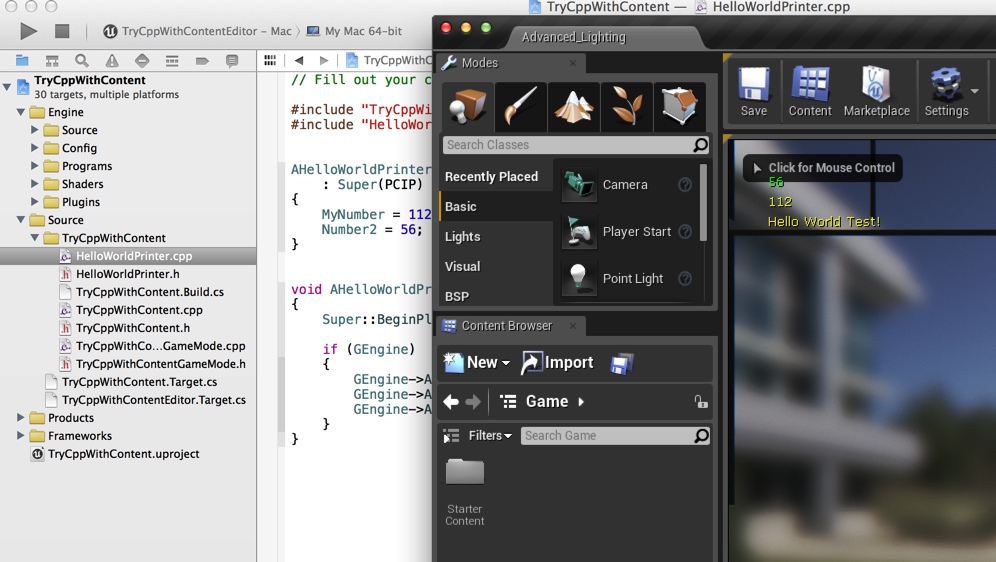 TryCppWithContent — HelloWorldPrinter.cpp
TryCppWithContentEditor – Mac
My Mac 64-bit
TryCppWithC
TryCppWithContent
30 targets, multiple platforms
Engine
Source
Config
Programs
Shaders
Plugins
Source
TryCppWithContent
HelloWorldPrinter.cpp
HelloWorldPrinter.h
TryCppWithContent.Build.cs
TryCppWithContent.cpp
TryCppWithContent.h
TryCppWithCo...GameMode.cpp
TryCppWithContentGameMode.h
TryCppWithContent.Target.cs
TryCppWithContentEditor.Target.cs
Products
Frameworks
TryCppWithContent.uproject
// Fill out your c
#include "TryCppWi
#include "HelloWor
AHelloWorldPrinter
: Super(PCIP)
{
MyNumber = 112
Number2 = 56;
}
void AHelloWorldPr
{
Super::BeginPl
if (GEngine)
{
GEngine->A
GEngine->A
GEngine->A
}
}
Advanced_Lighting
Modes
Search Classes
Recently Placed
Basic
Lights
Visual
BSP
Camera
Player Start
Point Light
Content Browser
New
Import
Game
Filters
Search Game
Starter
Content
Save
Content
Marketplace
Settings
Click for Mouse Control
56
112
Hello World Test!